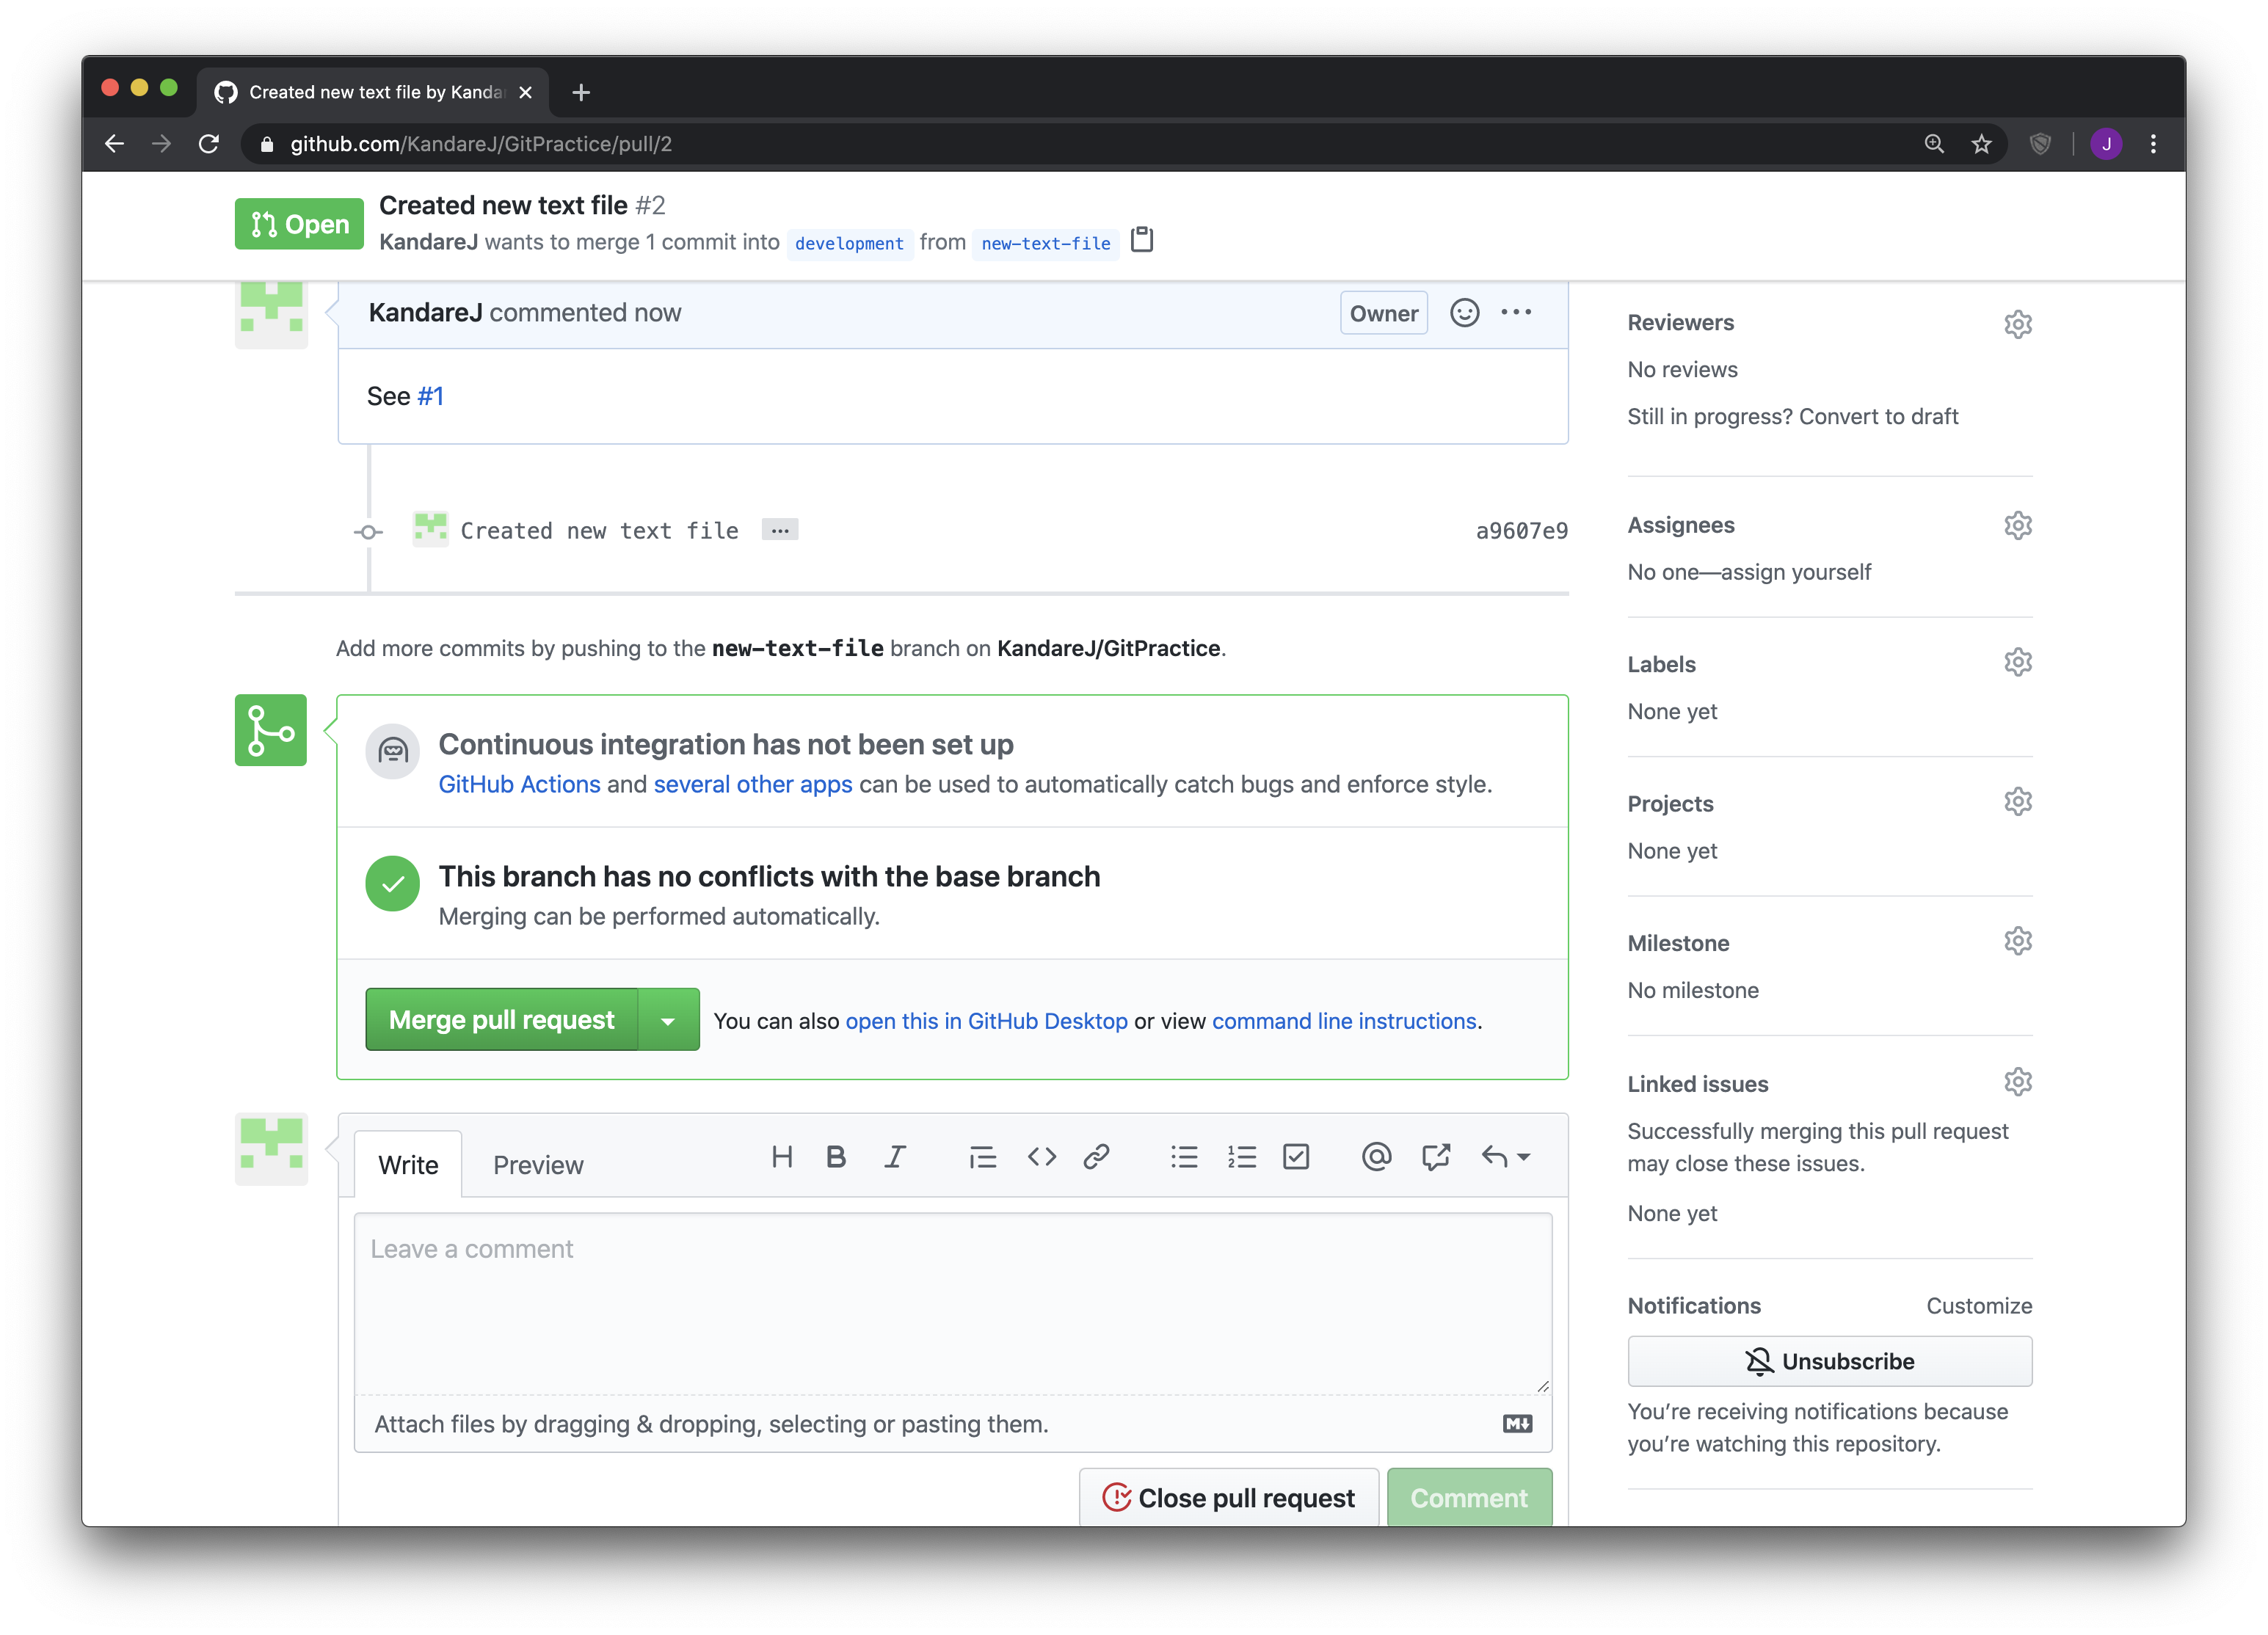 Created new text file by Kanda
github.com/KandareJ/GitPractice/pull/2
J
Open
Created new text file #2
KandareJ wants to merge 1 commit into development from new-text-file
KandareJ commented now
Owner
See #1
Created new text file
a9607e9
Add more commits by pushing to the new-text-file branch on KandareJ/GitPractice.
Continuous integration has not been set up
GitHub Actions and several other apps can be used to automatically catch bugs and enforce style.
This branch has no conflicts with the base branch
Merging can be performed automatically.
Merge pull request
You can also open this in GitHub Desktop or view command line instructions.
Write
Preview
Leave a comment
Attach files by dragging & dropping, selecting or pasting them.
Close pull request
Comment
Reviewers
No reviews
Still in progress? Convert to draft
Assignees
No one—assign yourself
Labels
None yet
Projects
None yet
Milestone
No milestone
Linked issues
Successfully merging this pull request
may close these issues.
None yet
Notifications
Customize
Unsubscribe
You’re receiving notifications because
you’re watching this repository.